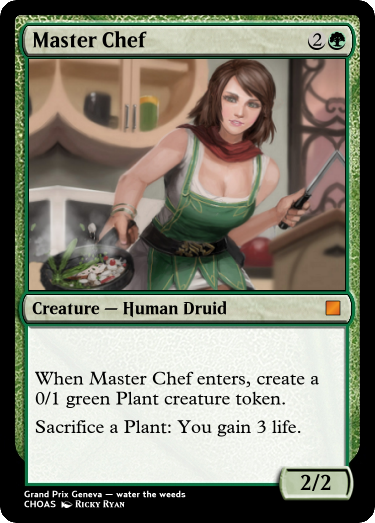 Master Chef 2
Creature — Human Druid
When Master Chef enters, create a
0/1 green Plant creature token.
Sacrifice a Plant: You gain 3 life.
2/2
Grand Prix Geneva — water the weeds
CHOAS Ricky Ryan